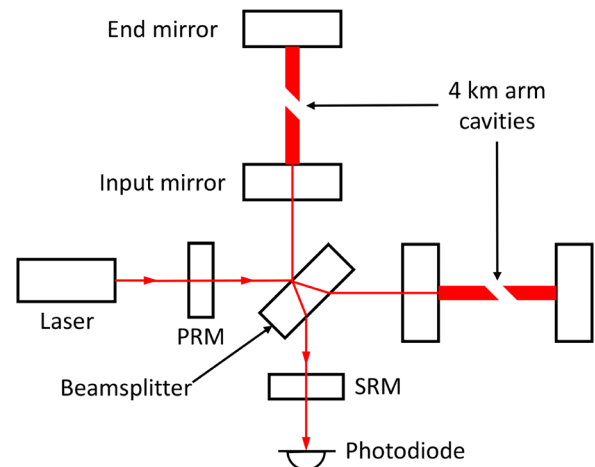 End mirror
4 km arm
cavities
Input mirror
Laser
PRM
Beamsplitter
SRM
Photodiode